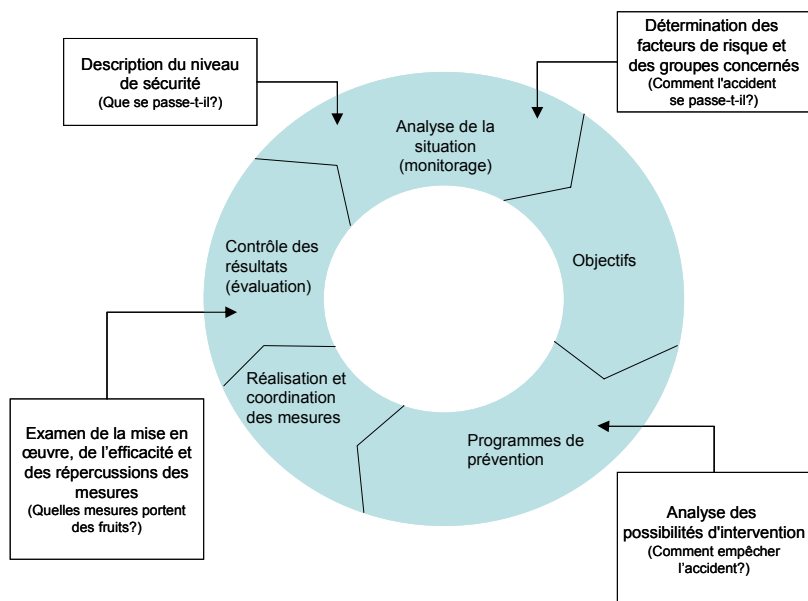 Description du niveau
de sécurité
(Que se passe-t-il?)
Détermination des
facteurs de risque et
des groupes concernés
(Comment l'accident
se passe-t-il?)
Analyse de la
situation
(monitorage)
Objectifs
Programmes de
prévention
Analyse des
possibilités d'intervention
(Comment empêcher
l'accident?)
Réalisation et
coordination
des mesures
Contrôle des
résultats
(évaluation)
Examen de la mise en
œuvre, de l'efficacité et
des répercussions des
mesures
(Quelles mesures portent
des fruits?)